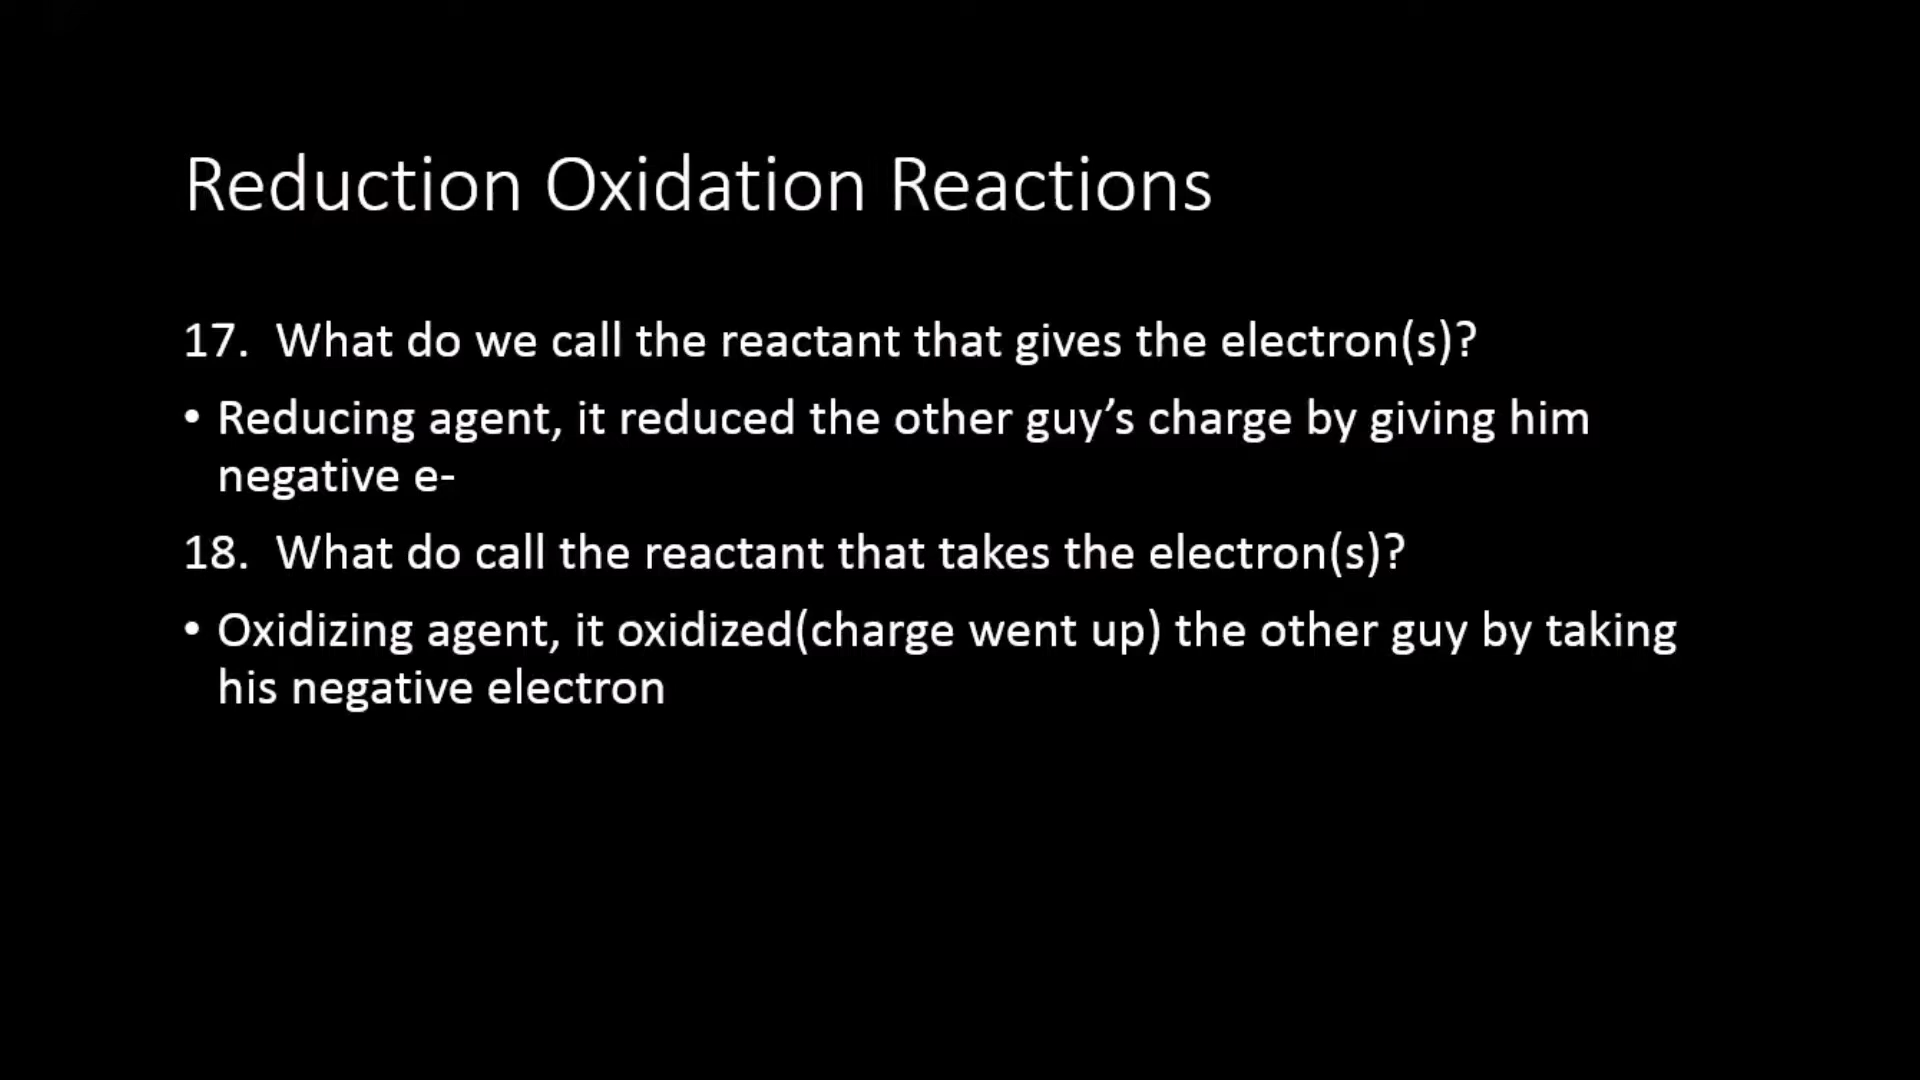 Reduction Oxidation Reactions
17.  What do we call the reactant that gives the electron(s)?
• Reducing agent, it reduced the other guy’s charge by giving him
negative e-
18.  What do call the reactant that takes the electron(s)?
• Oxidizing agent, it oxidized(charge went up) the other guy by taking
his negative electron